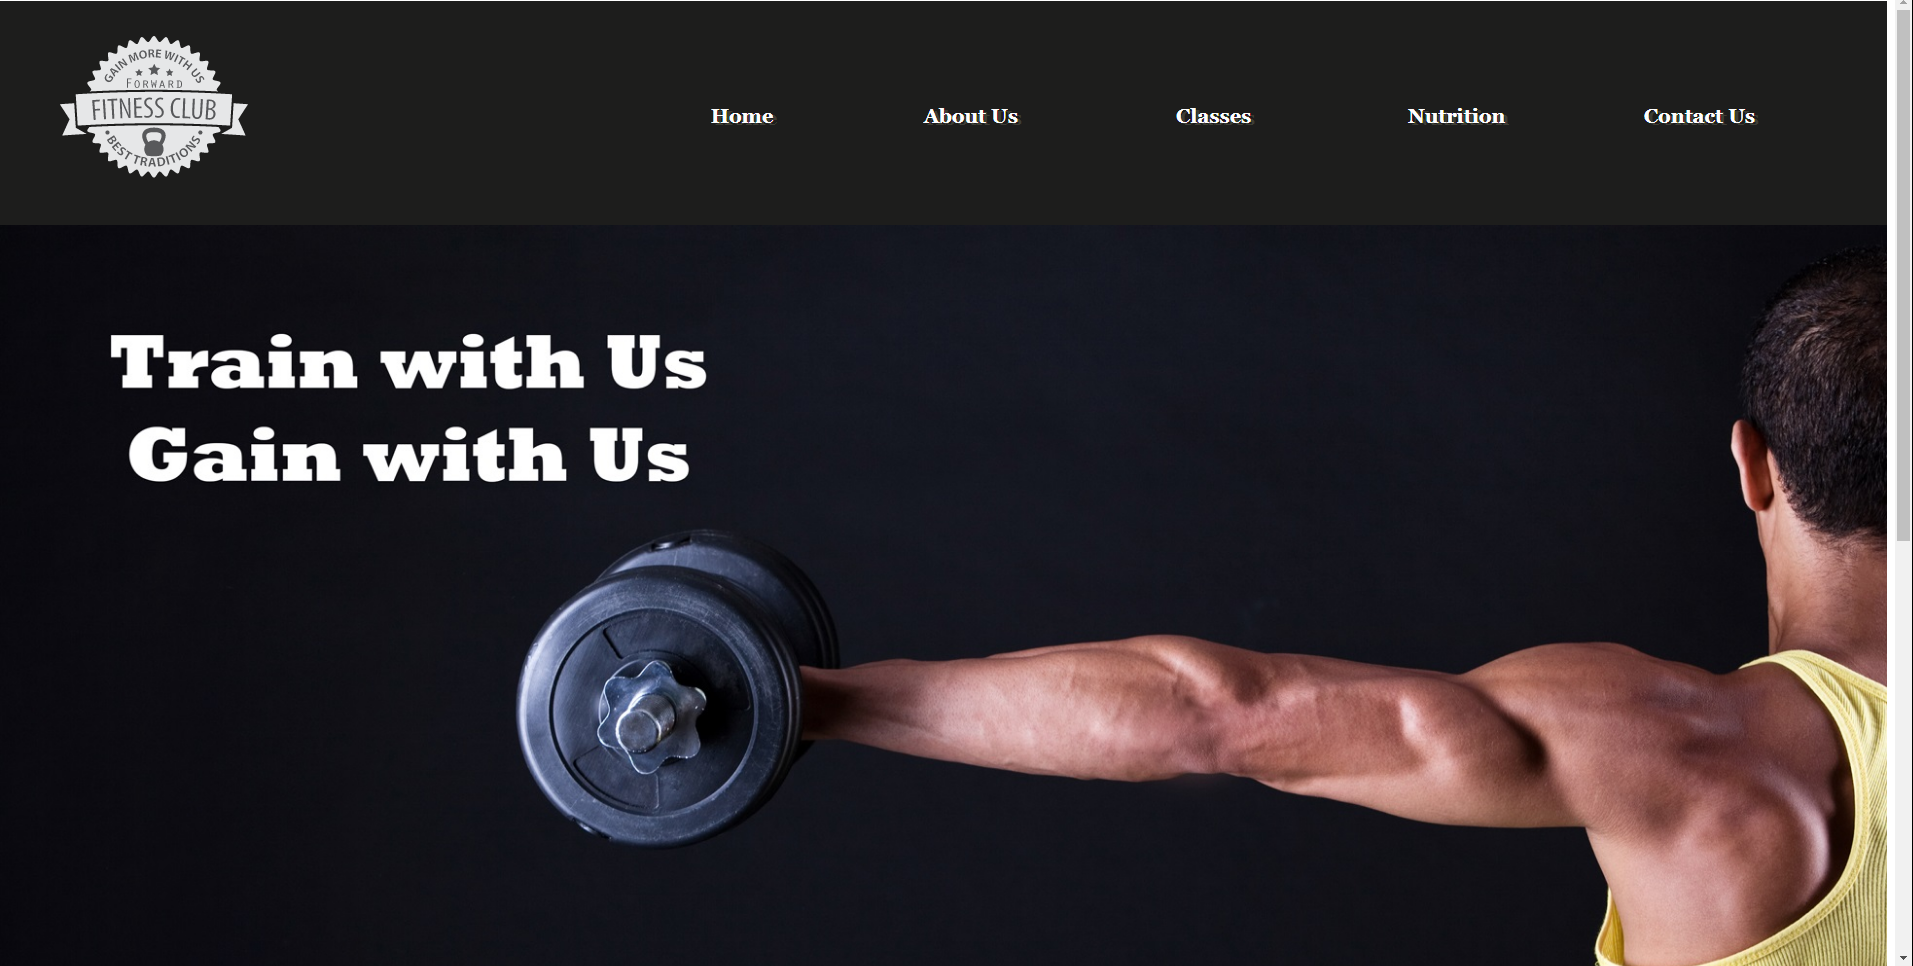 GAIN MORE WITH US
FORWARD
FITNESS CLUB
BEST TRADITIONS
Home
About Us
Classes
Nutrition
Contact Us
Train with Us
Gain with Us